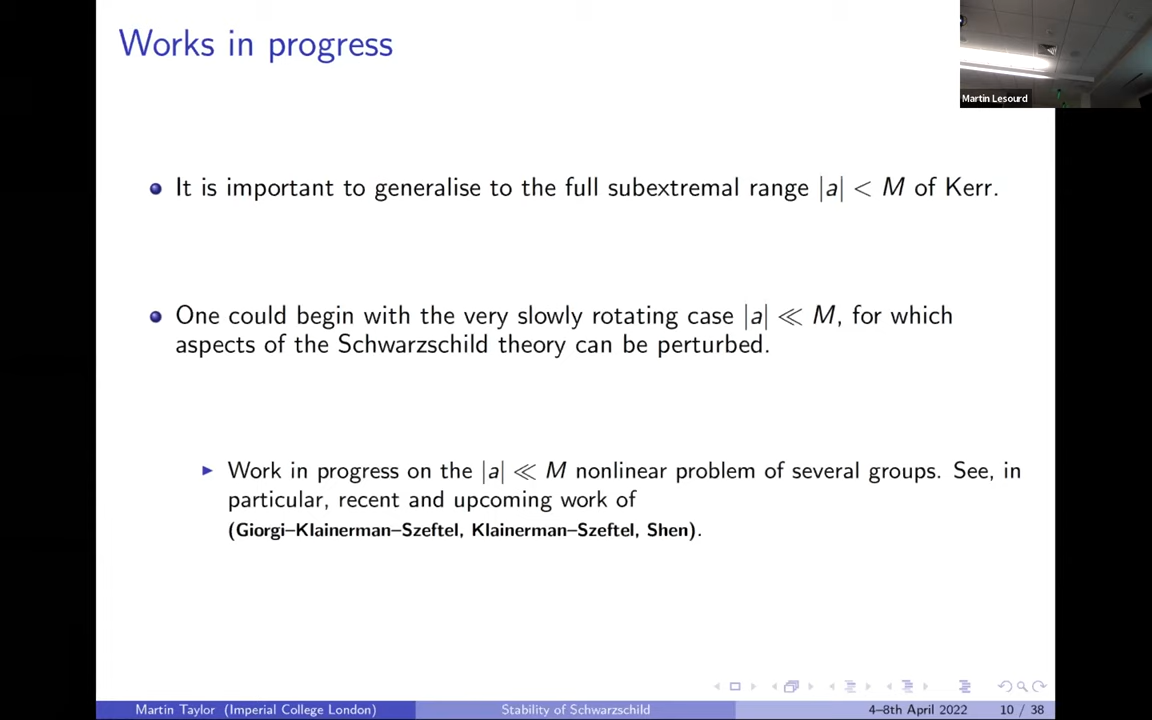 Works in progress
Martin Lesourd
It is important to generalise to the full subextremal range |a| < M of Kerr.
One could begin with the very slowly rotating case |a| ≪ M, for which
aspects of the Schwarzschild theory can be perturbed.
Work in progress on the |a| ≪ M nonlinear problem of several groups. See, in
particular, recent and upcoming work of
(Giorgi–Klainerman–Szeftel, Klainerman–Szeftel, Shen).
Martin Taylor (Imperial College London) Stability of Schwarzschild 4–8th April 2022 10 / 38